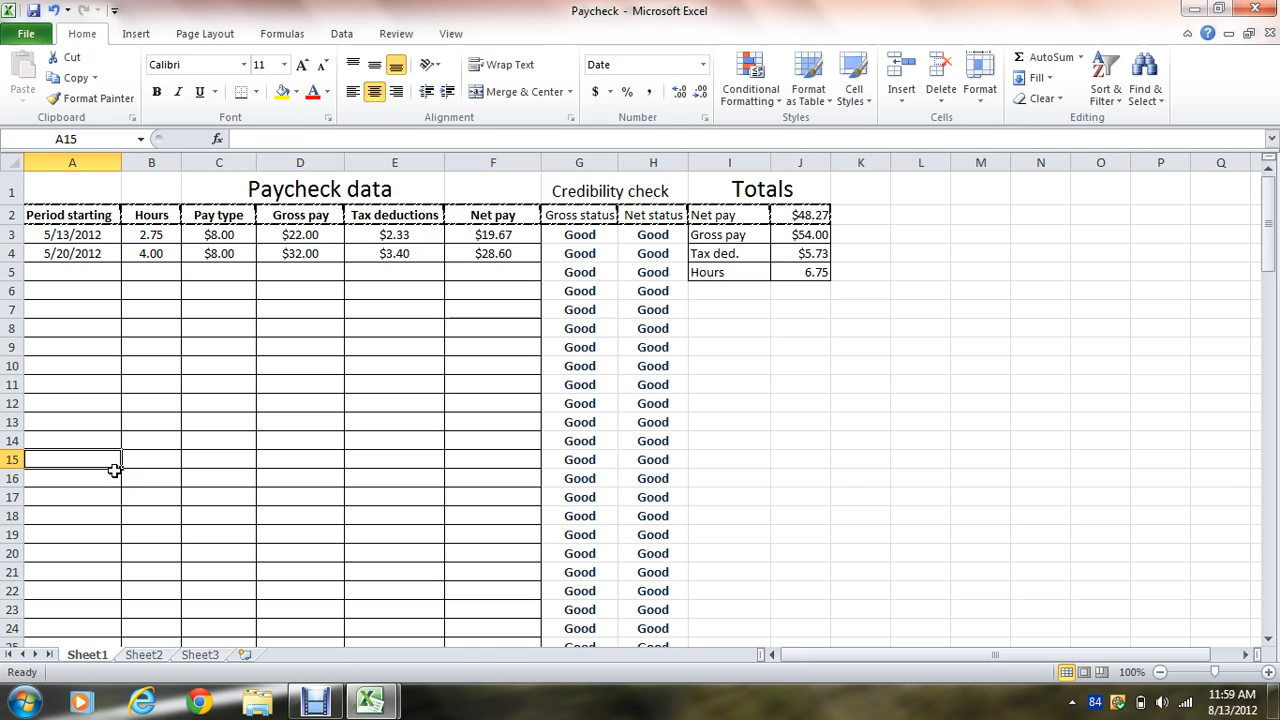 Paycheck - Microsoft Excel
File Home Insert Page Layout Formulas Data Review View
Paste Cut Copy Format Painter Clipboard
Calibri 11 A A B I U A Font
Wrap Text Merge & Center Alignment
Date $ % , Number
Conditional Formatting Format as Table Cell Styles Styles
Insert Delete Format Cells
AutoSum Fill Clear Sort & Filter Find & Select Editing
A15 fx
A B C D E F G H I J K L M N O P Q
1 Paycheck data Credibility check Totals
2 Period starting Hours Pay type Gross pay Tax deductions Net pay Gross status Net status Net pay $48.27
3 5/13/2012 2.75 $8.00 $22.00 $2.33 $19.67 Good Good Gross pay $54.00
4 5/20/2012 4.00 $8.00 $32.00 $3.40 $28.60 Good Good Tax ded. $5.73
5 Good Good Hours 6.75
6 Good Good
7 Good Good
8 Good Good
9 Good Good
10 Good Good
11 Good Good
12 Good Good
13 Good Good
14 Good Good
15 Good Good
16 Good Good
17 Good Good
18 Good Good
19 Good Good
20 Good Good
21 Good Good
22 Good Good
23 Good Good
24 Good Good
Sheet1 Sheet2 Sheet3
Ready 100%
84 11:59 AM
8/13/2012